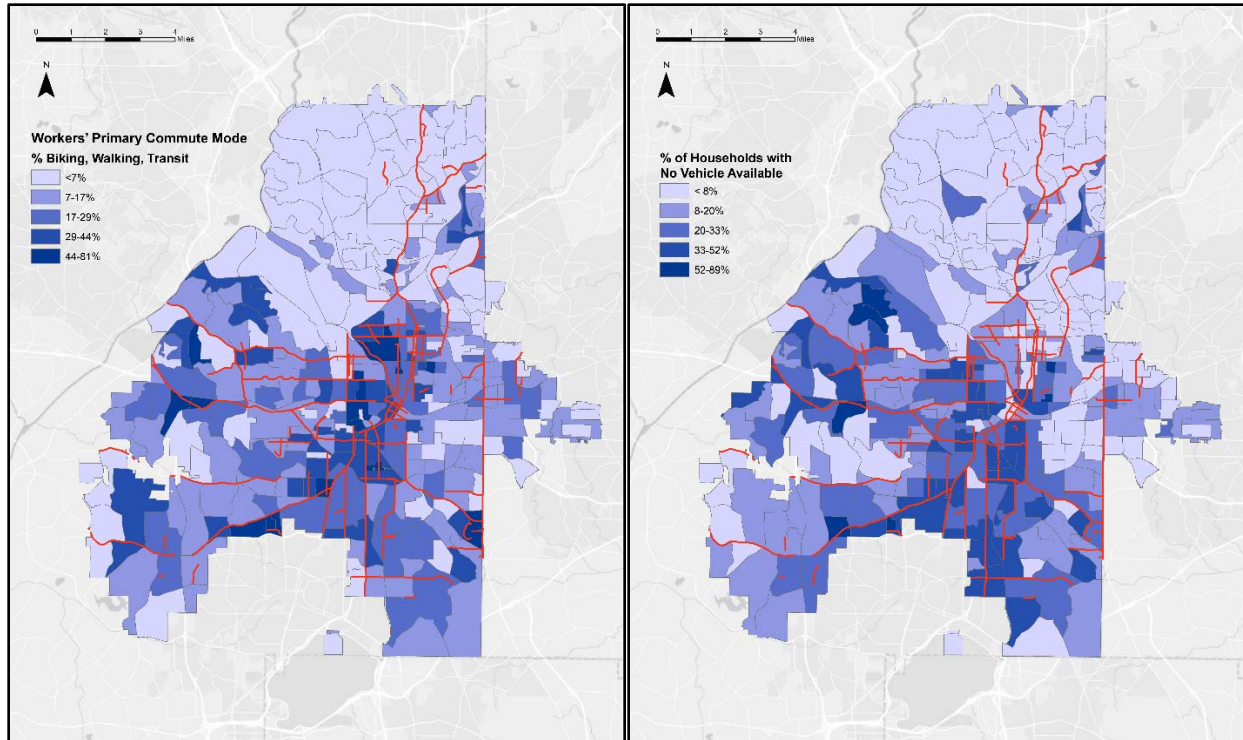 0 1 2 3 4
Miles
N
Workers' Primary Commute Mode
% Biking, Walking, Transit
<7%
7-17%
17-29%
29-44%
44-81%
0 1 2 3 4
Miles
N
% of Households with
No Vehicle Available
< 8%
8-20%
20-33%
33-52%
52-89%